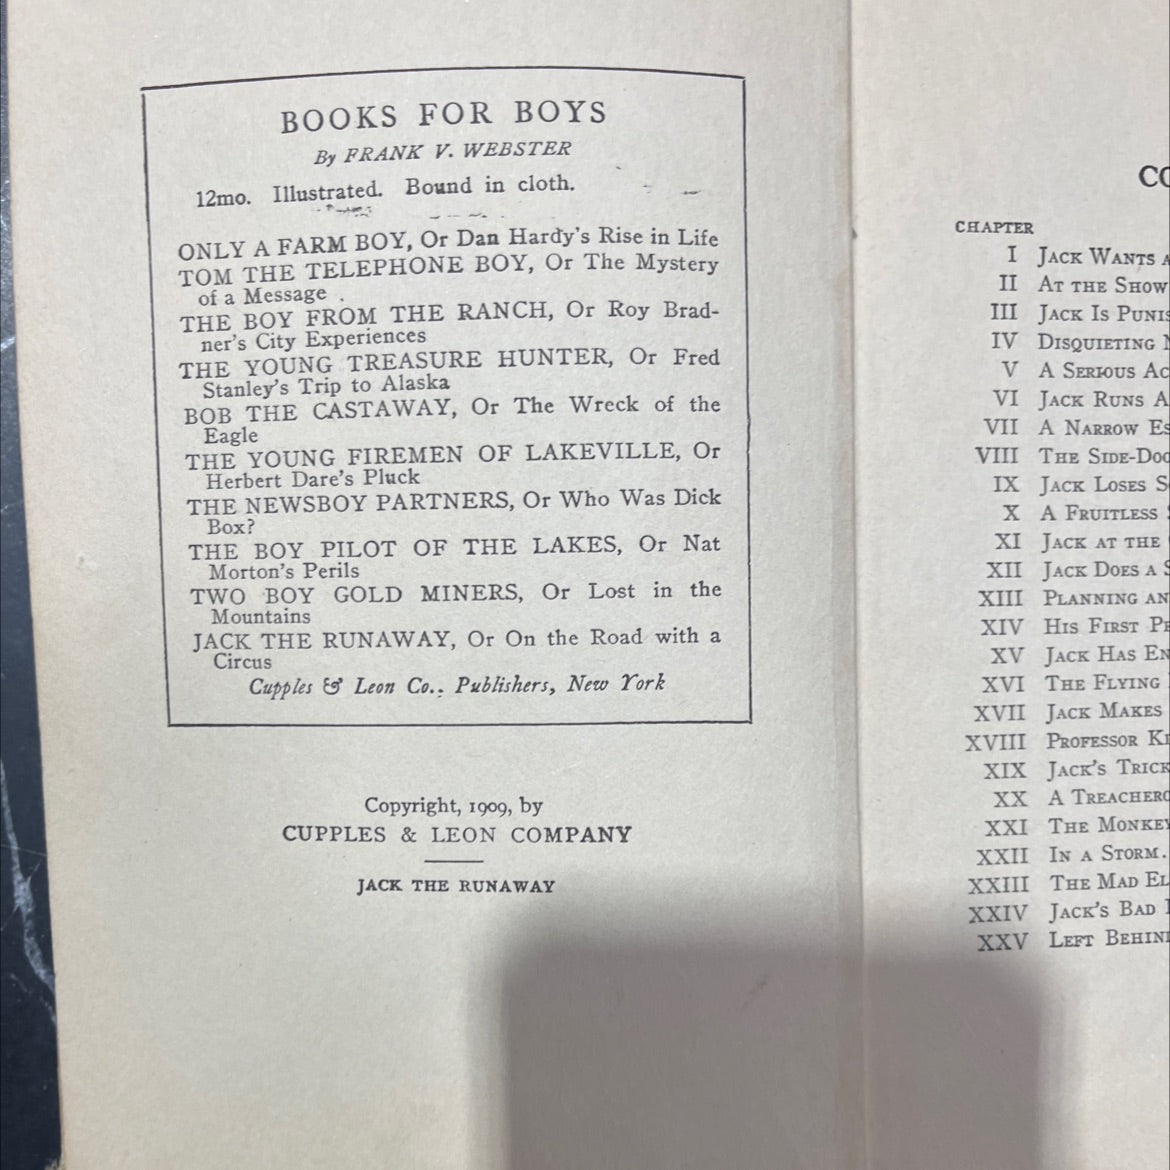 BOOKS FOR BOYS
By FRANK V. WEBSTER
12mo. Illustrated. Bound in cloth.
ONLY A FARM BOY, Or Dan Hardy's Rise in Life
TOM THE TELEPHONE BOY, Or The Mystery
of a Message .
THE BOY FROM THE RANCH, Or Roy Brad-
ner's City Experiences
THE YOUNG TREASURE HUNTER, Or Fred
Stanley's Trip to Alaska
BOB THE CASTAWAY, Or The Wreck of the
Eagle
THE YOUNG FIREMEN OF LAKEVILLE, Or
Herbert Dare's Pluck
THE NEWSBOY PARTNERS, Or Who Was Dick
Box?
THE BOY PILOT OF THE LAKES, Or Nat
Morton's Perils
TWO BOY GOLD MINERS, Or Lost in the
Mountains
JACK THE RUNAWAY, Or On the Road with a
Circus
Cupples & Leon Co., Publishers, New York
Copyright, 1909, by
CUPPLES & LEON COMPANY
JACK THE RUNAWAY
CHAPTER
I JACK WANTS
II AT THE SHOW
III JACK IS
IV DISQUIETING
V A SERIOUS
VI JACK RUNS
VII A NARROW
VIII THE
IX JACK LOSES
X A FRUITLESS
XI JACK AT THE
XII JACK DOES A
XIII PLANNING
XIV HIS FIRST
XV JACK HAS
XVI THE FLYING
XVII JACK MAKES
XVIII PROFESSOR
XIX JACK'S
XX A
XXI THE
XXII IN A STORM.
XXIII THE MAD
XXIV JACK'S BAD
XXV LEFT